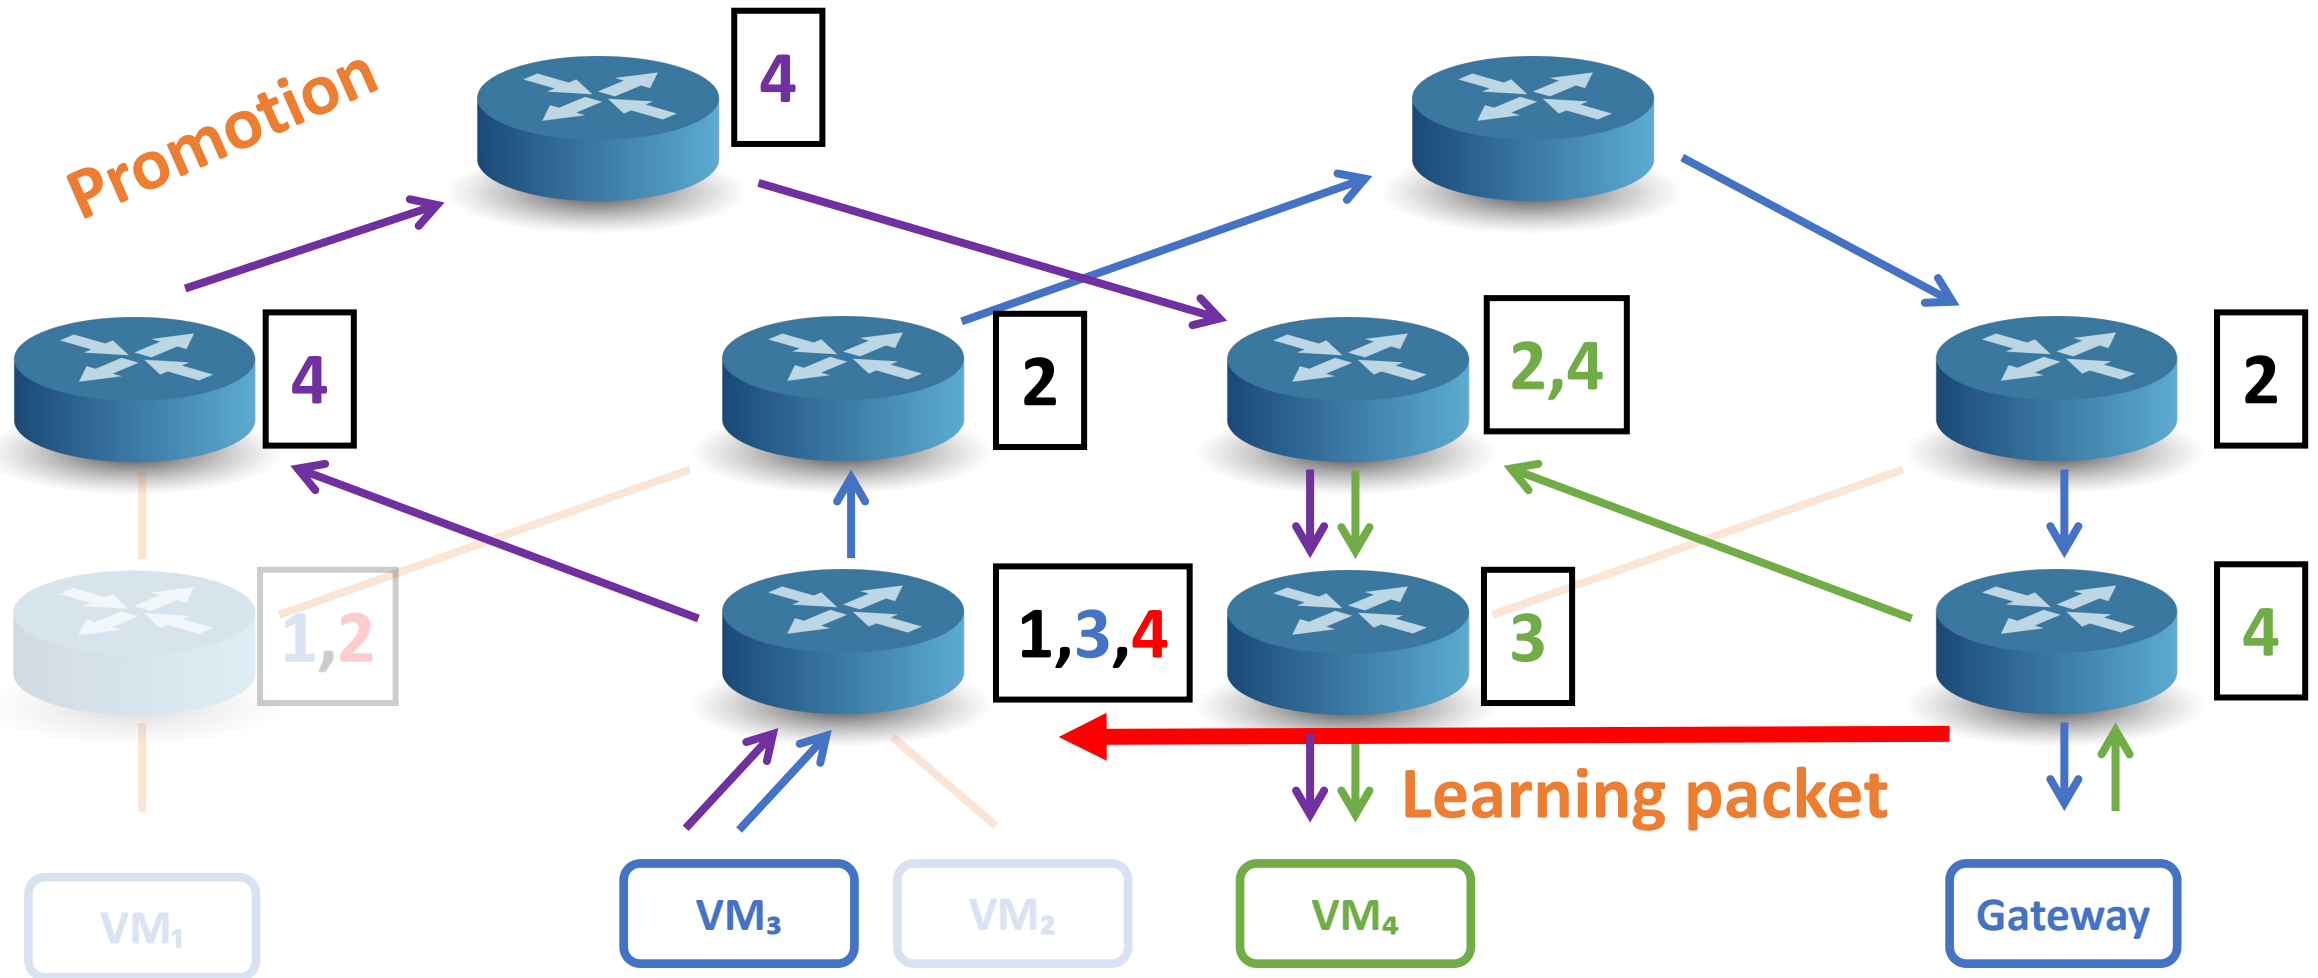 Promotion
4
4
2
2,4
2
1,2
1,3,4
3
4
Learning packet
VM₁
VM₃
VM₂
VM₄
Gateway